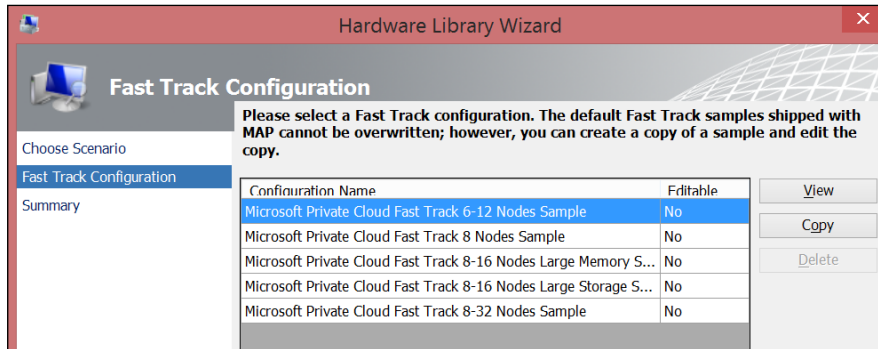 Hardware Library Wizard
Fast Track Configuration
Please select a Fast Track configuration. The default Fast Track samples shipped with
MAP cannot be overwritten; however, you can create a copy of a sample and edit the
copy.
Choose Scenario
Fast Track Configuration
Summary
Configuration Name Editable
Microsoft Private Cloud Fast Track 6-12 Nodes Sample No
Microsoft Private Cloud Fast Track 8 Nodes Sample No
Microsoft Private Cloud Fast Track 8-16 Nodes Large Memory S... No
Microsoft Private Cloud Fast Track 8-16 Nodes Large Storage S... No
Microsoft Private Cloud Fast Track 8-32 Nodes Sample No
View
Copy
Delete